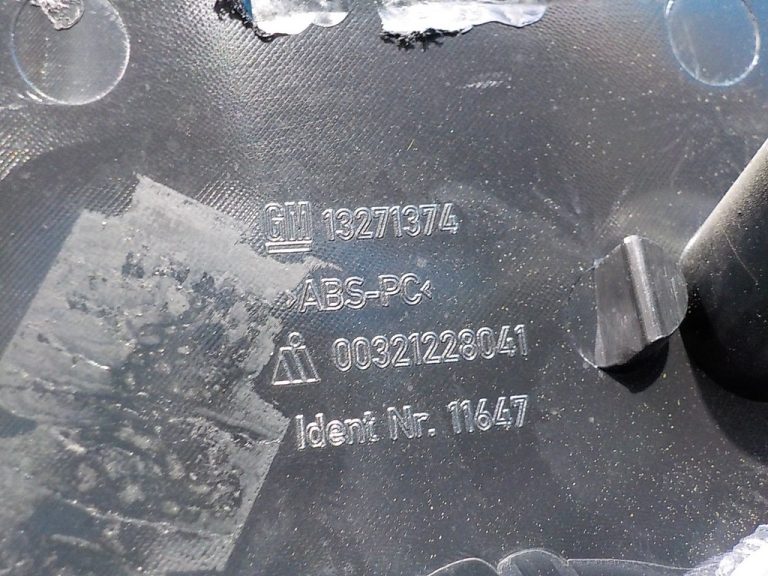 GM 13271374
>ABS-PC<
00321228041
Ident Nr. 11647